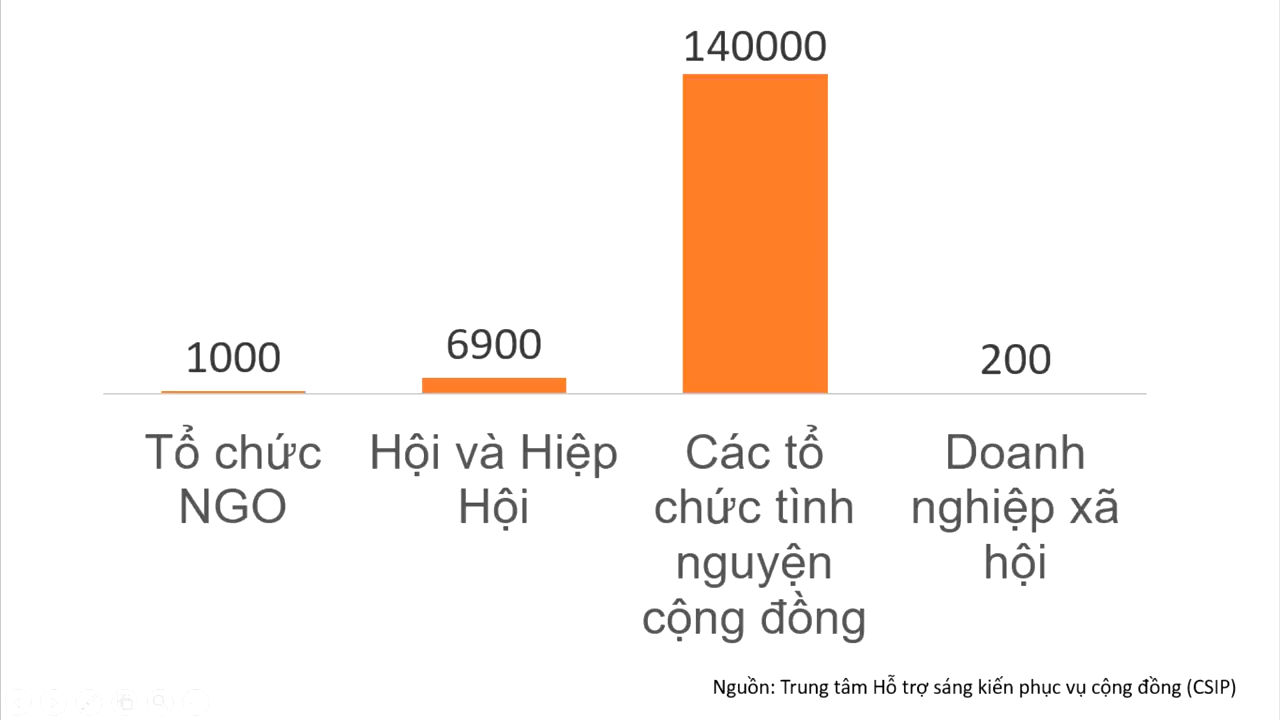 140000
6900
1000
200
Tổ chức
NGO
Hội và Hiệp
Hội
Các tổ
chức tình
nguyện
cộng đồng
Doanh
nghiệp xã
hội
Nguồn: Trung tâm Hỗ trợ sáng kiến phục vụ cộng đồng (CSIP)